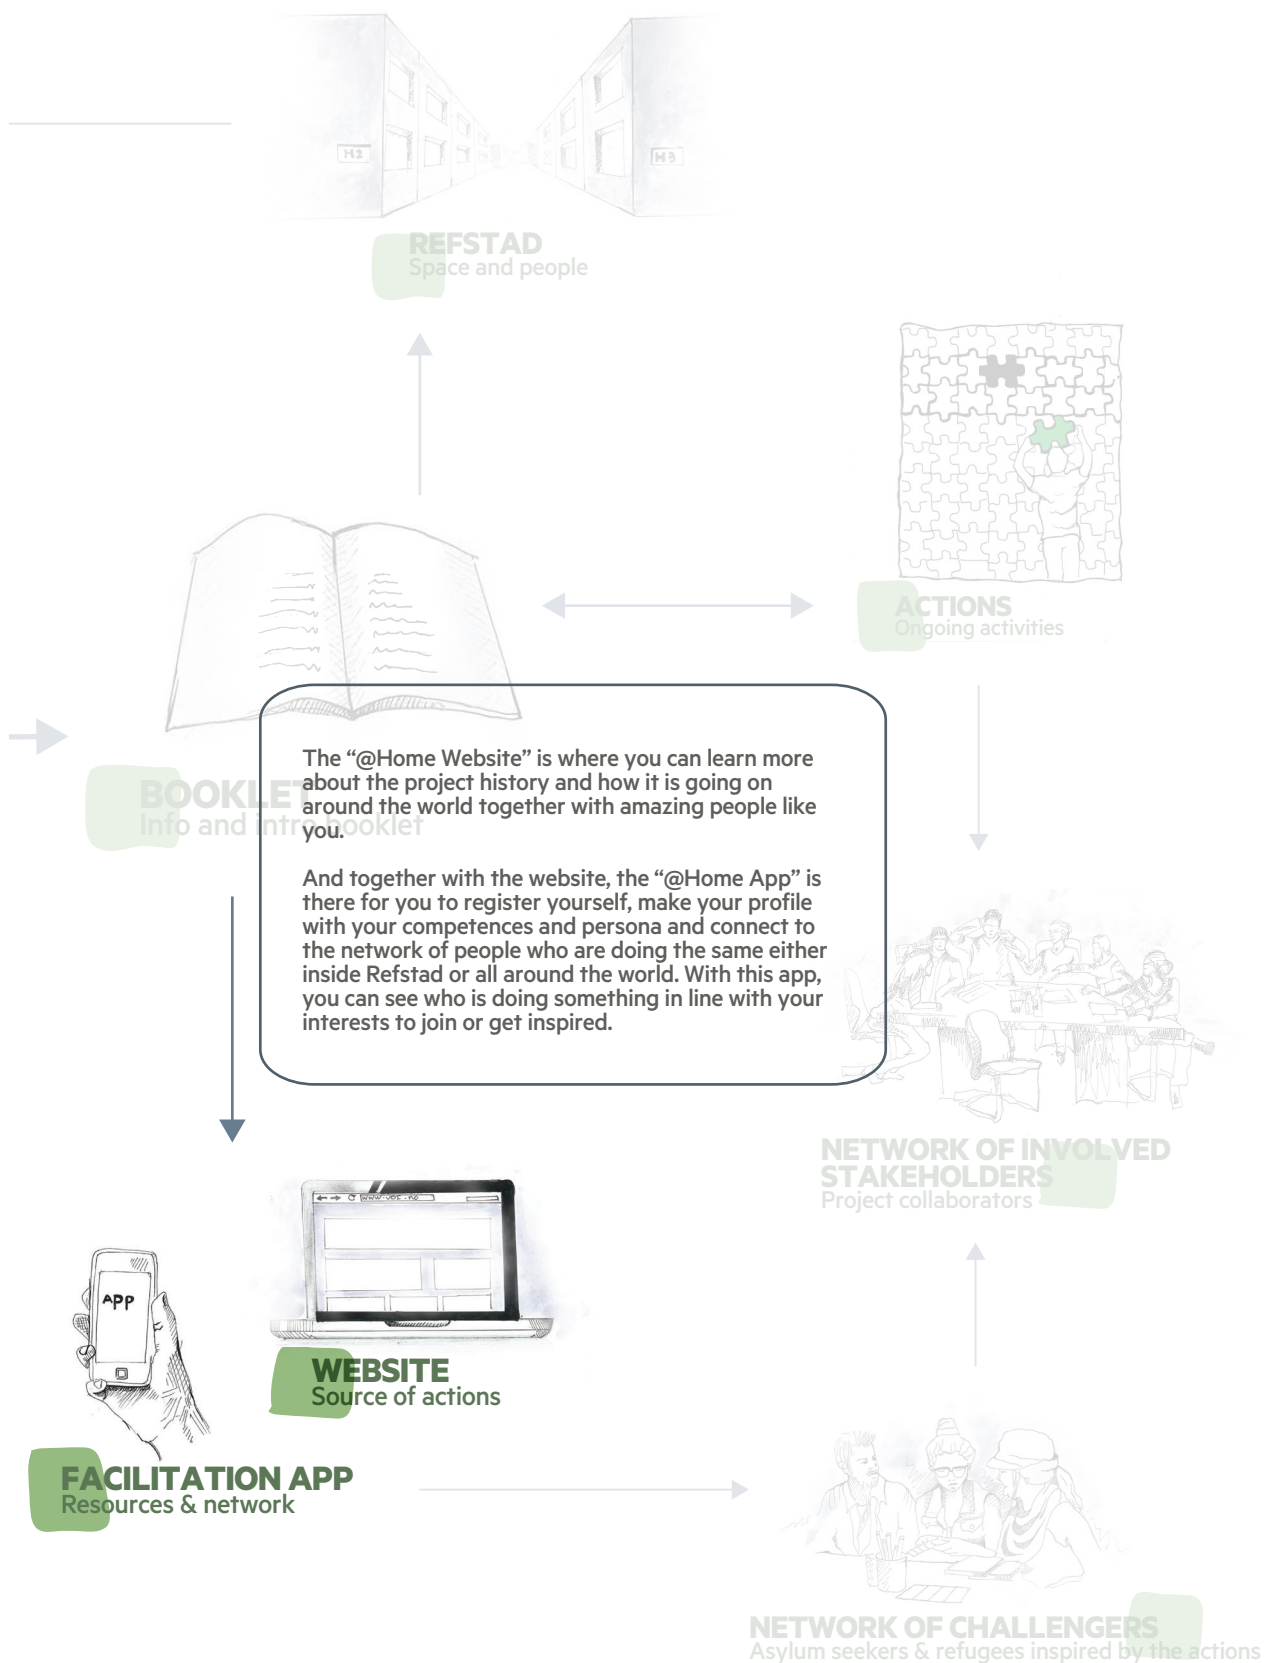 H2
H3
REFSTAD
Space and people
ACTIONS
Ongoing activities
BOOKLET
Info and intro booklet
The “@Home Website” is where you can learn more
about the project history and how it is going on
around the world together with amazing people like
you.
And together with the website, the “@Home App” is
there for you to register yourself, make your profile
with your competences and persona and connect to
the network of people who are doing the same either
inside Refstad or all around the world. With this app,
you can see who is doing something in line with your
interests to join or get inspired.
NETWORK OF INVOLVED
STAKEHOLDERS
Project collaborators
APP
WEBSITE
Source of actions
FACILITATION APP
Resources & network
NETWORK OF CHALLENGERS
Asylum seekers & refugees inspired by the actions